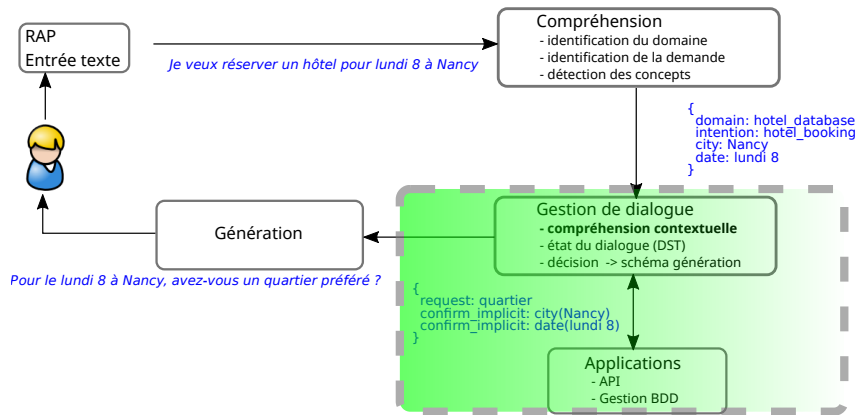 RAP
Entrée texte
Je veux réserver un hôtel pour lundi 8 à Nancy
Compréhension
- identification du domaine
- identification de la demande
- détection des concepts
{
domain: hotel_database
intention: hotel_booking
city: Nancy
date: lundi 8
}
Gestion de dialogue
- compréhension contextuelle
- état du dialogue (DST)
- décision -> schéma génération
Génération
Pour le lundi 8 à Nancy, avez-vous un quartier préféré ?
{
request: quartier
confirm_implicit: city(Nancy)
confirm_implicit: date(lundi 8)
}
Applications
- API
- Gestion BDD